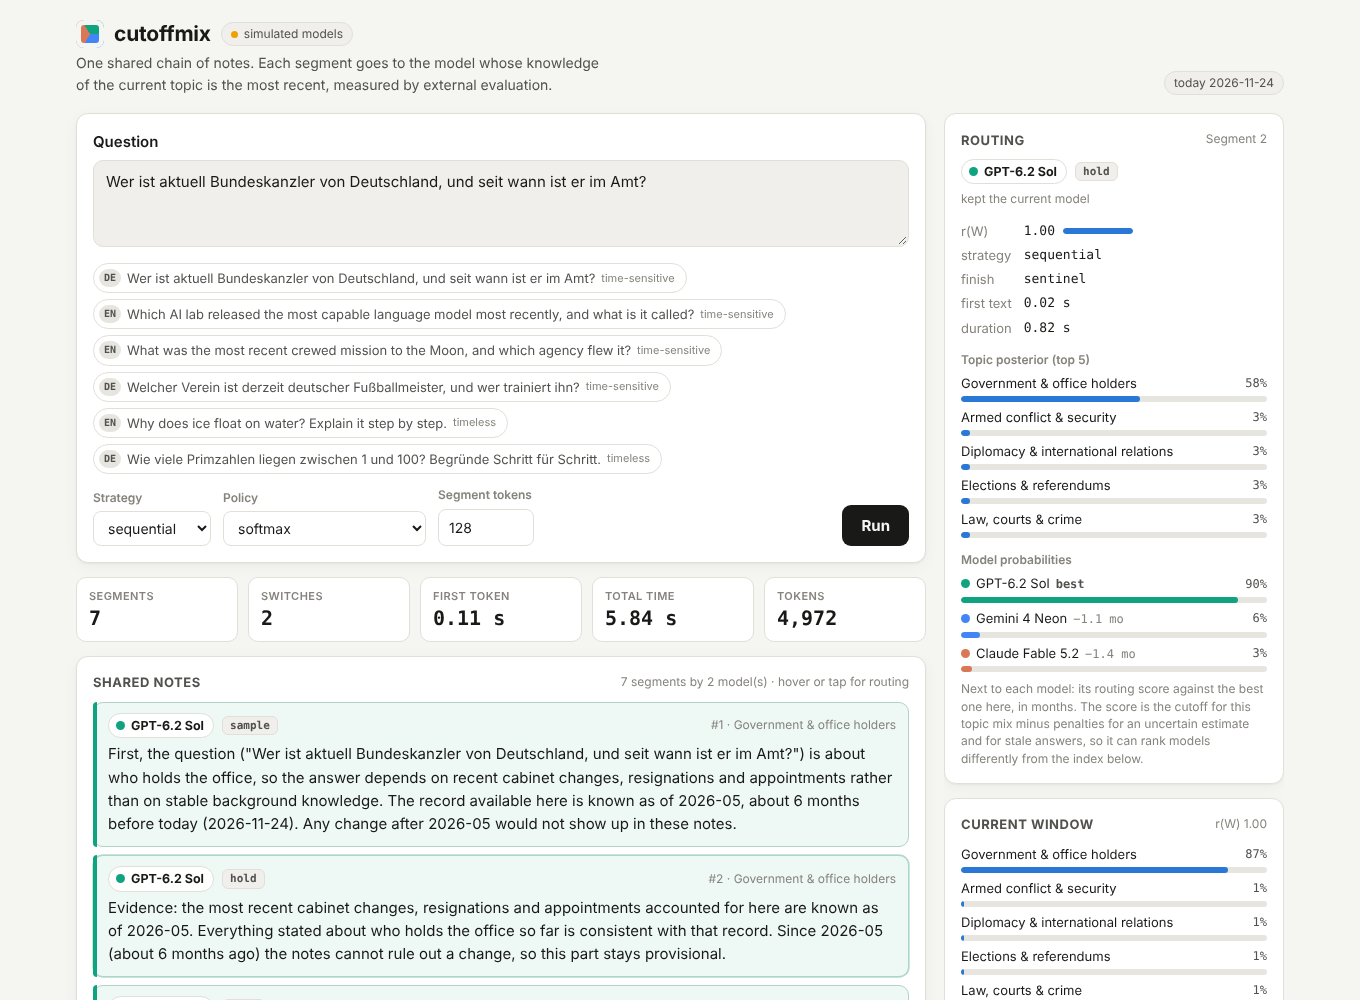 cutoffmix
simulated models
One shared chain of notes. Each segment goes to the model whose knowledge
of the current topic is the most recent, measured by external evaluation.
today 2026-11-24
Question
Wer ist aktuell Bundeskanzler von Deutschland, und seit wann ist er im Amt?
DE Wer ist aktuell Bundeskanzler von Deutschland, und seit wann ist er im Amt? time-sensitive
EN Which AI lab released the most capable language model most recently, and what is it called? time-sensitive
EN What was the most recent crewed mission to the Moon, and which agency flew it? time-sensitive
DE Welcher Verein ist derzeit deutscher Fußballmeister, und wer trainiert ihn? time-sensitive
EN Why does ice float on water? Explain it step by step. timeless
DE Wie viele Primzahlen liegen zwischen 1 und 100? Begründe Schritt für Schritt. timeless
Strategy
Policy
Segment tokens
sequential
softmax
128
Run
SEGMENTS
7
SWITCHES
2
FIRST TOKEN
0.11 s
TOTAL TIME
5.84 s
TOKENS
4,972
SHARED NOTES
7 segments by 2 model(s) · hover or tap for routing
GPT-6.2 Sol sample
#1 · Government & office holders
First, the question ("Wer ist aktuell Bundeskanzler von Deutschland, und seit wann ist er im Amt?") is about
who holds the office, so the answer depends on recent cabinet changes, resignations and appointments rather
than on stable background knowledge. The record available here is known as of 2026-05, about 6 months
before today (2026-11-24). Any change after 2026-05 would not show up in these notes.
GPT-6.2 Sol hold
#2 · Government & office holders
Evidence: the most recent cabinet changes, resignations and appointments accounted for here are known as
of 2026-05. Everything stated about who holds the office so far is consistent with that record. Since 2026-05
(about 6 months ago) the notes cannot rule out a change, so this part stays provisional.
ROUTING
Segment 2
GPT-6.2 Sol hold
kept the current model
r(W) 1.00
strategy sequential
finish sentinel
first text 0.02 s
duration 0.82 s
Topic posterior (top 5)
Government & office holders 58%
Armed conflict & security 3%
Diplomacy & international relations 3%
Elections & referendums 3%
Law, courts & crime 3%
Model probabilities
GPT-6.2 Sol best 90%
Gemini 4 Neon −1.1 mo 6%
Claude Fable 5.2 −1.4 mo 3%
Next to each model: its routing score against the best
one here, in months. The score is the cutoff for this
topic mix minus penalties for an uncertain estimate
and for stale answers, so it can rank models
differently from the index below.
CURRENT WINDOW
r(W) 1.00
Government & office holders 87%
Armed conflict & security 1%
Diplomacy & international relations 1%
Elections & referendums 1%
Law, courts & crime 1%